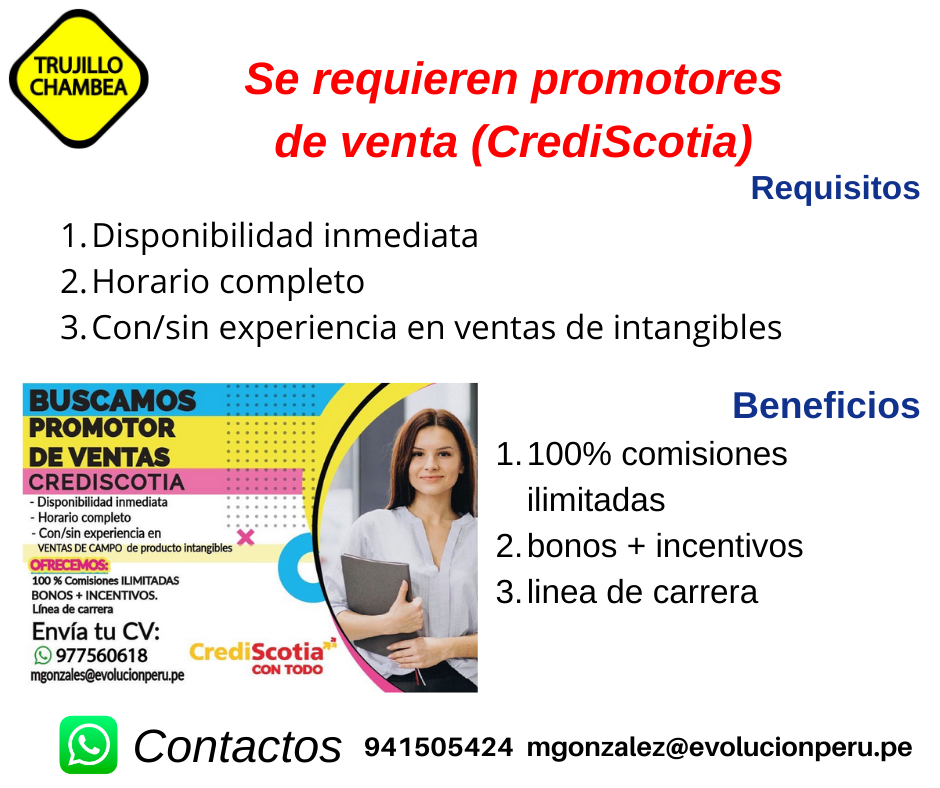 TRUJILLO
CHAMBEA
Se requieren promotores
de venta (CrediScotia)
Requisitos
1. Disponibilidad inmediata
2. Horario completo
3. Con/sin experiencia en ventas de intangibles
BUSCAMOS
PROMOTOR
DE VENTAS
CREDISCOTIA
- Disponibilidad inmediata
- Horario completo
- Con/sin experiencia en
VENTAS DE CAMPO de producto intangibles
OFRECEMOS:
100 % Comisiones ILIMITADAS
BONOS + INCENTIVOS.
Línea de carrera
Envía tu CV:
977560618
mgonzales@evolucionperu.pe
CrediScotia
CON TODO
Beneficios
1. 100% comisiones
ilimitadas
2. bonos + incentivos
3. linea de carrera
Contactos 941505424 mgonzalez@evolucionperu.pe